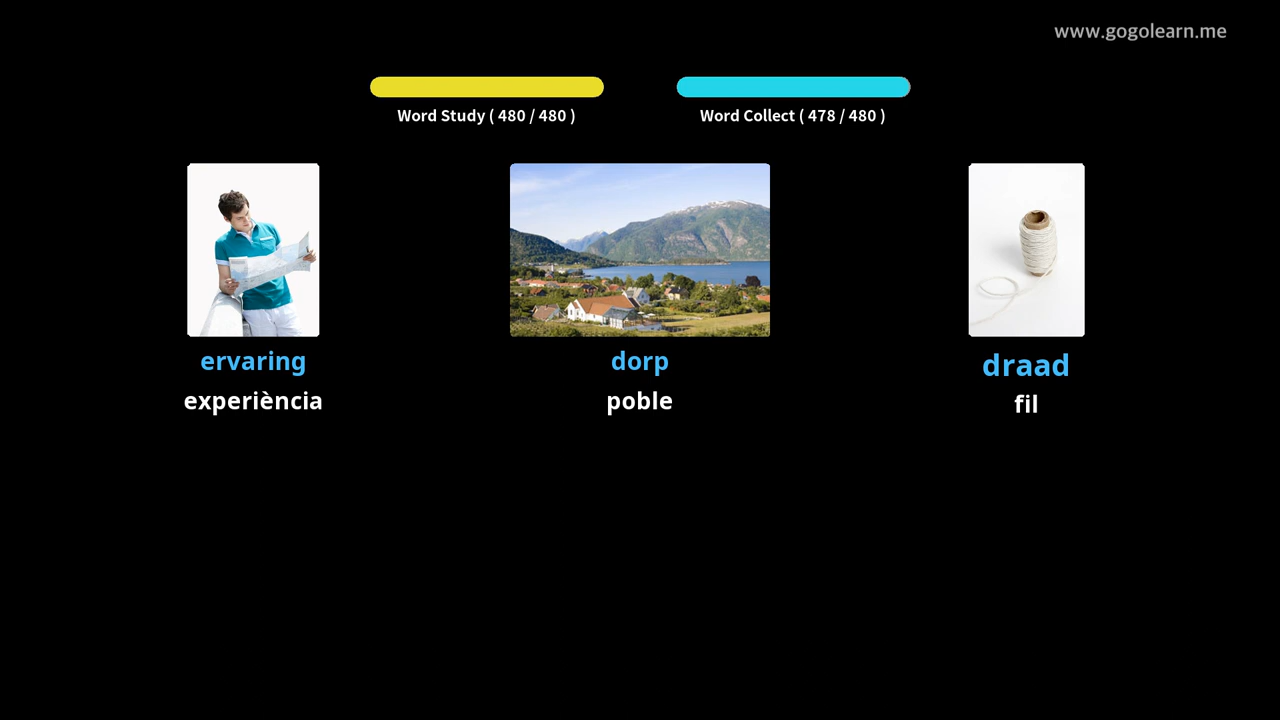 www.gogolearn.me
Word Study ( 480 / 480 )
Word Collect ( 478 / 480 )
ervaring
experiència
dorp
poble
draad
fil